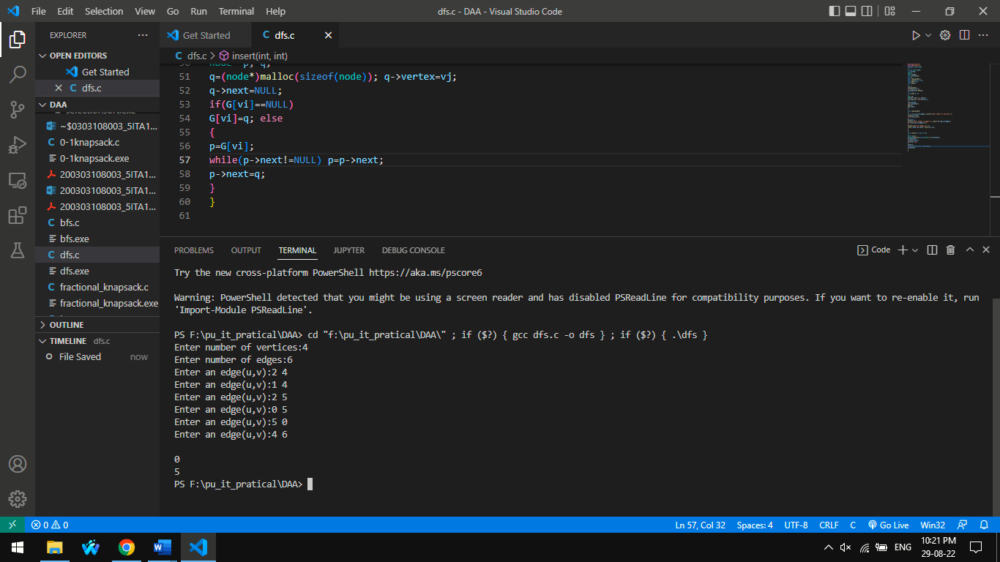 File Edit Selection View Go Run Terminal Help
dfs.c - DAA - Visual Studio Code
EXPLORER
OPEN EDITORS
Get Started
dfs.c
DAA
~$0303108003_5ITA1...
0-1knapsack.c
0-1knapsack.exe
200303108003_5ITA1...
200303108003_5ITA1...
200303108003_5ITA1...
bfs.c
bfs.exe
dfs.c
dfs.exe
fractional_knapsack.c
fractional_knapsack.exe
OUTLINE
TIMELINE dfs.c
File Saved now
Get Started
dfs.c
dfs.c > insert(int, int)
51 q=(node*)malloc(sizeof(node)); q->vertex=vj;
52 q->next=NULL;
53 if(G[vi]==NULL)
54 G[vi]=q; else
55 {
56 p=G[vi];
57 while(p->next!=NULL) p=p->next;
58 p->next=q;
59 }
60 }
61
PROBLEMS OUTPUT TERMINAL JUPYTER DEBUG CONSOLE
Code
Try the new cross-platform PowerShell https://aka.ms/pscore6
Warning: PowerShell detected that you might be using a screen reader and has disabled PSReadLine for compatibility purposes. If you want to re-enable it, run
'Import-Module PSReadLine'.
PS F:\pu_it_pratical\DAA> cd "f:\pu_it_pratical\DAA\" ; if ($?) { gcc dfs.c -o dfs } ; if ($?) { .\dfs }
Enter number of vertices:4
Enter number of edges:6
Enter an edge(u,v):2 4
Enter an edge(u,v):1 4
Enter an edge(u,v):2 5
Enter an edge(u,v):0 5
Enter an edge(u,v):5 0
Enter an edge(u,v):4 6
0
5
PS F:\pu_it_pratical\DAA>
0 0
Ln 57, Col 32 Spaces: 4 UTF-8 CRLF C Go Live Win32
W
ENG
10:21 PM
29-08-22